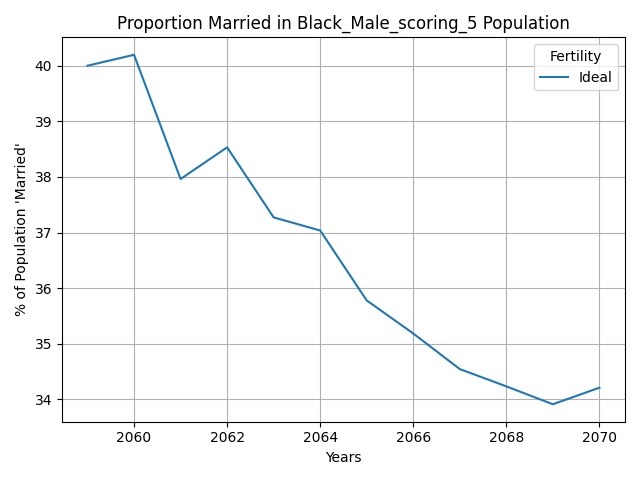 Proportion Married in Black_Male_scoring_5 Population
Fertility
Ideal
% of Population 'Married'
40
39
38
37
36
35
34
2060 2062 2064 2066 2068 2070
Years